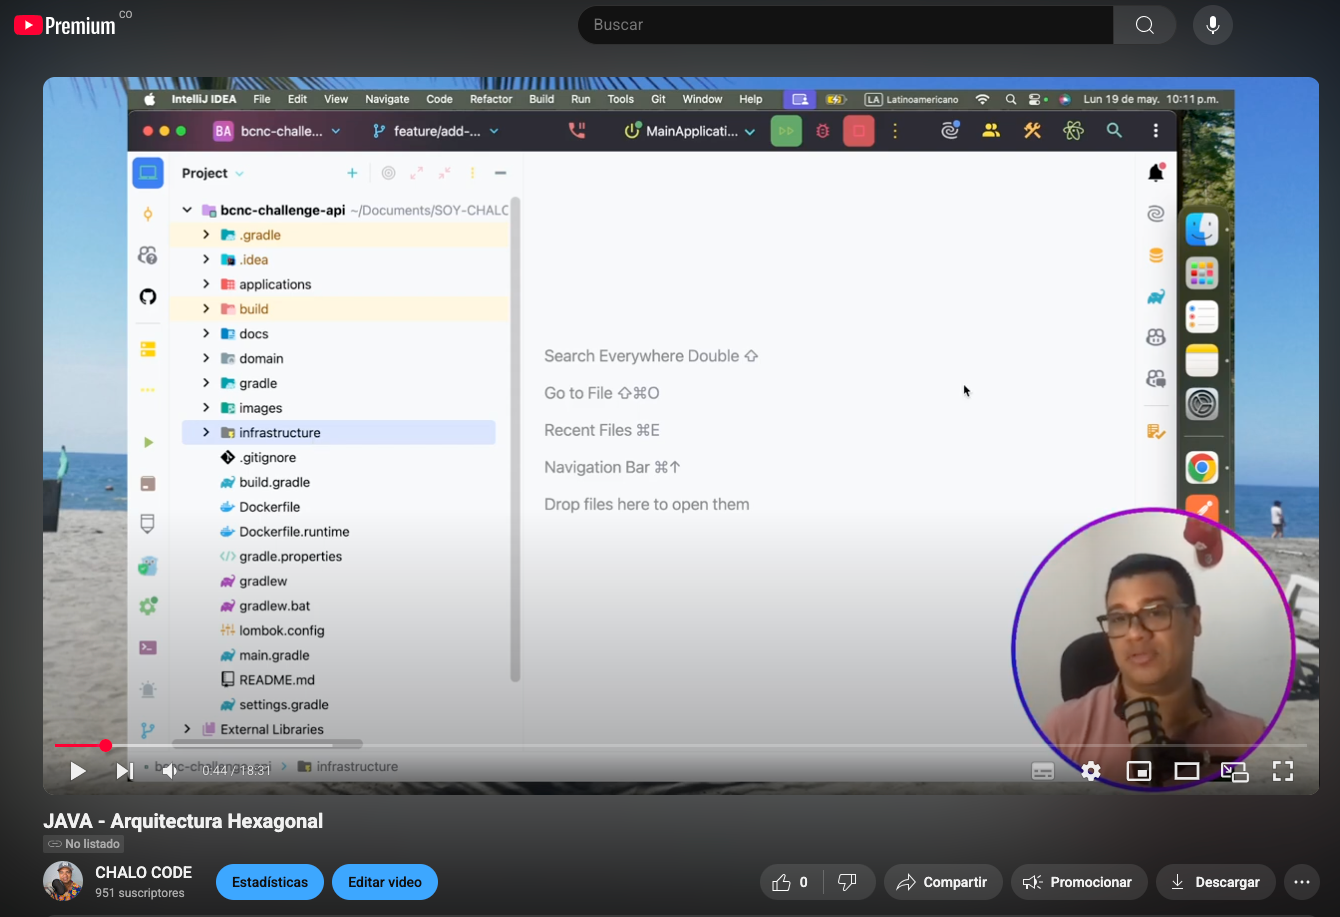 Premium CO
Buscar
IntelliJ IDEA File Edit View Navigate Code Refactor Build Run Tools Git Window Help LA Latinoamericano Lun 19 de may. 10:11 p.m.
BA bcnc-challe... feature/add-... MainApplicati...
Project
bcnc-challenge-api ~/Documents/SOY-CHALC
.gradle
.idea
applications
build
docs
domain
gradle
images
infrastructure
.gitignore
build.gradle
Dockerfile
Dockerfile.runtime
gradle.properties
gradlew
gradlew.bat
lombok.config
main.gradle
README.md
settings.gradle
External Libraries
Search Everywhere Double ⇧
Go to File ⇧⌘O
Recent Files ⌘E
Navigation Bar ⌘↑
Drop files here to open them
bcnc-challenge-api infrastructure
0:44 / 18:31
JAVA - Arquitectura Hexagonal
No listado
CHALO CODE
951 suscriptores
Estadísticas Editar video 0 Compartir Promocionar Descargar